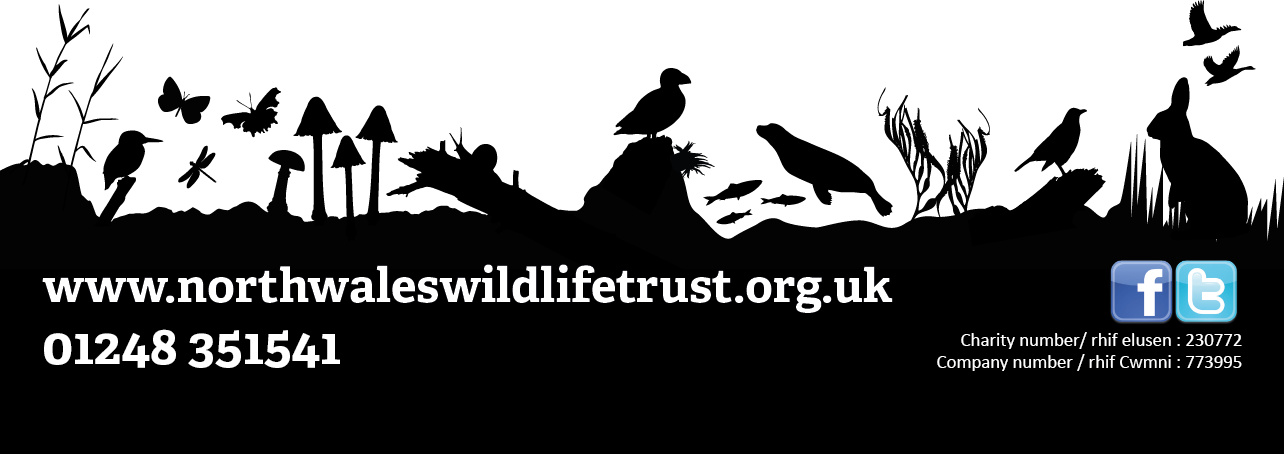 www.northwaleswildlifetrust.org.uk
01248 351541
Charity number/ rhif elusen : 230772
Company number / rhif Cwmni : 773995